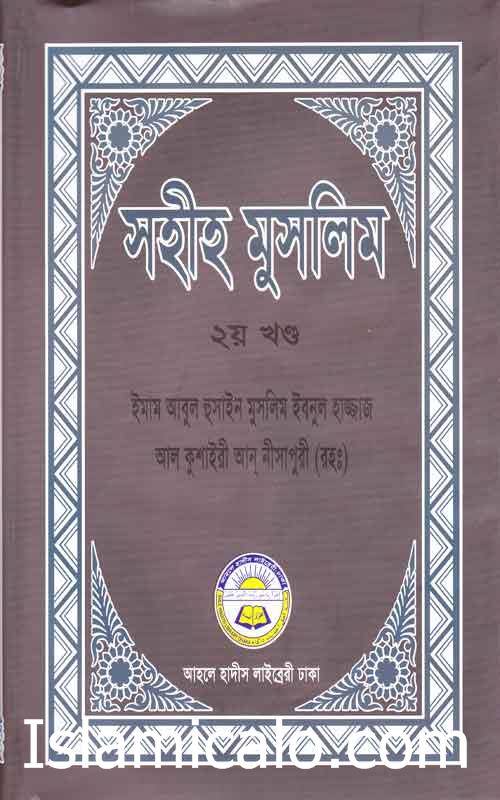 সহীহ মুসলিম
২য় খণ্ড
ইমাম আবুল হুসাইন মুসলিম ইবনুল হাজ্জাজ
আল কুশাইরী আন্ নীসাপুরী (রহঃ)
আহলে হাদীস লাইব্রেরী ঢাকা
Islamicalo.com